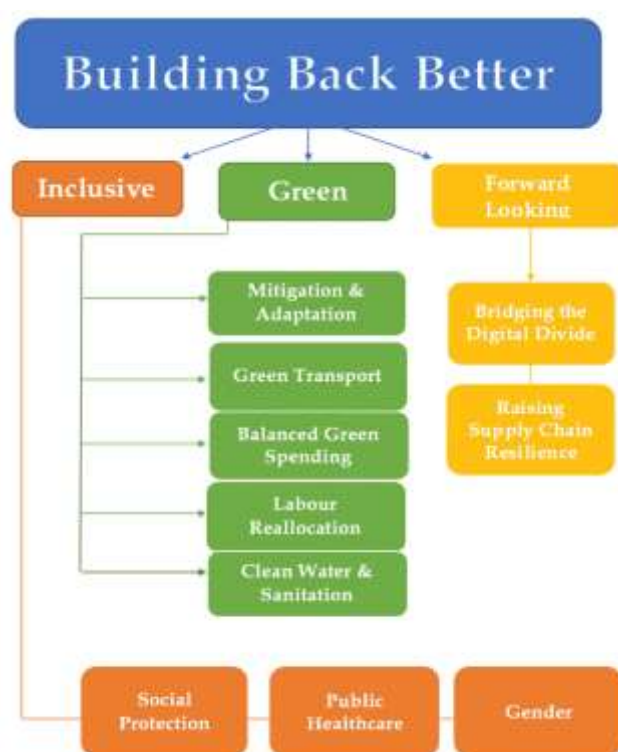 Building Back Better
Inclusive
Green
Forward
Looking
Mitigation &
Adaptation
Green Transport
Balanced Green
Spending
Labour
Reallocation
Clean Water &
Sanitation
Bridging the
Digital Divide
Raising
Supply Chain
Resilience
Social
Protection
Public
Healthcare
Gender